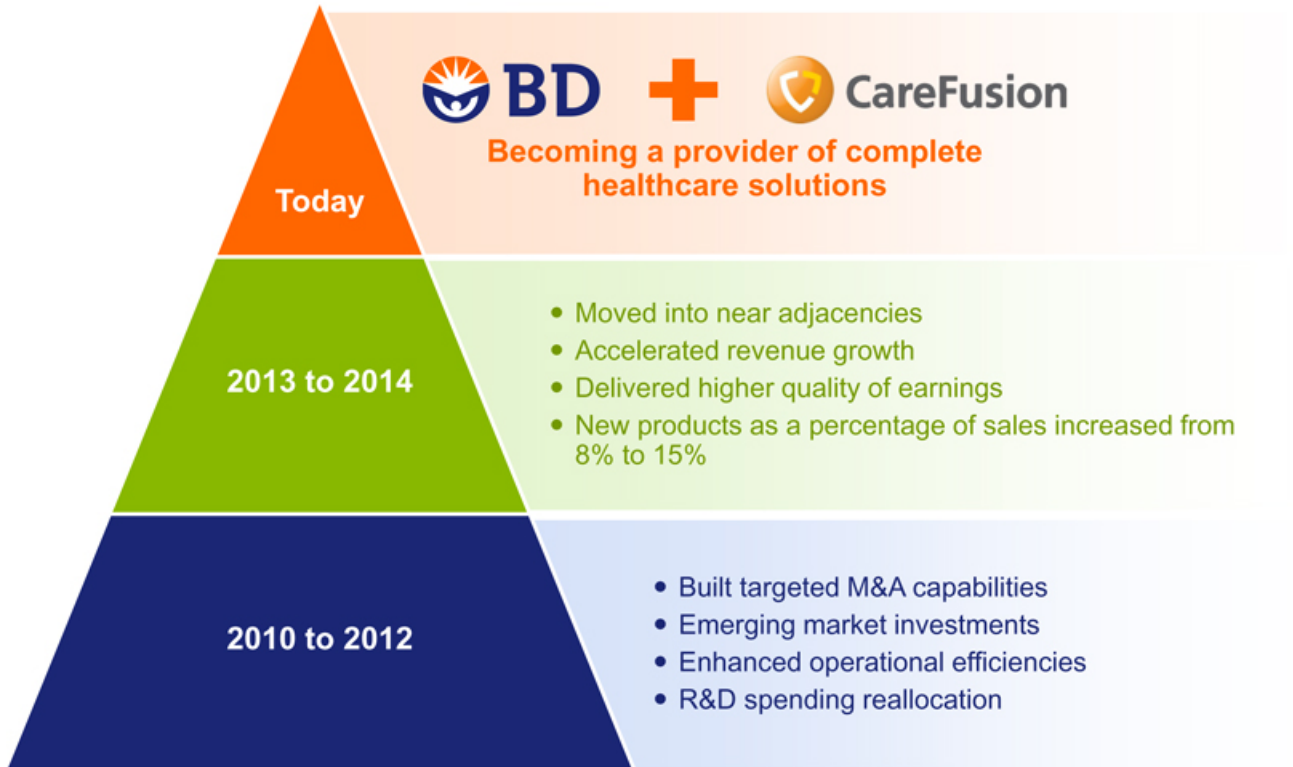 BD + CareFusion
Becoming a provider of complete
healthcare solutions
Today
• Moved into near adjacencies
• Accelerated revenue growth
• Delivered higher quality of earnings
• New products as a percentage of sales increased from
8% to 15%
2013 to 2014
• Built targeted M&A capabilities
• Emerging market investments
• Enhanced operational efficiencies
• R&D spending reallocation
2010 to 2012